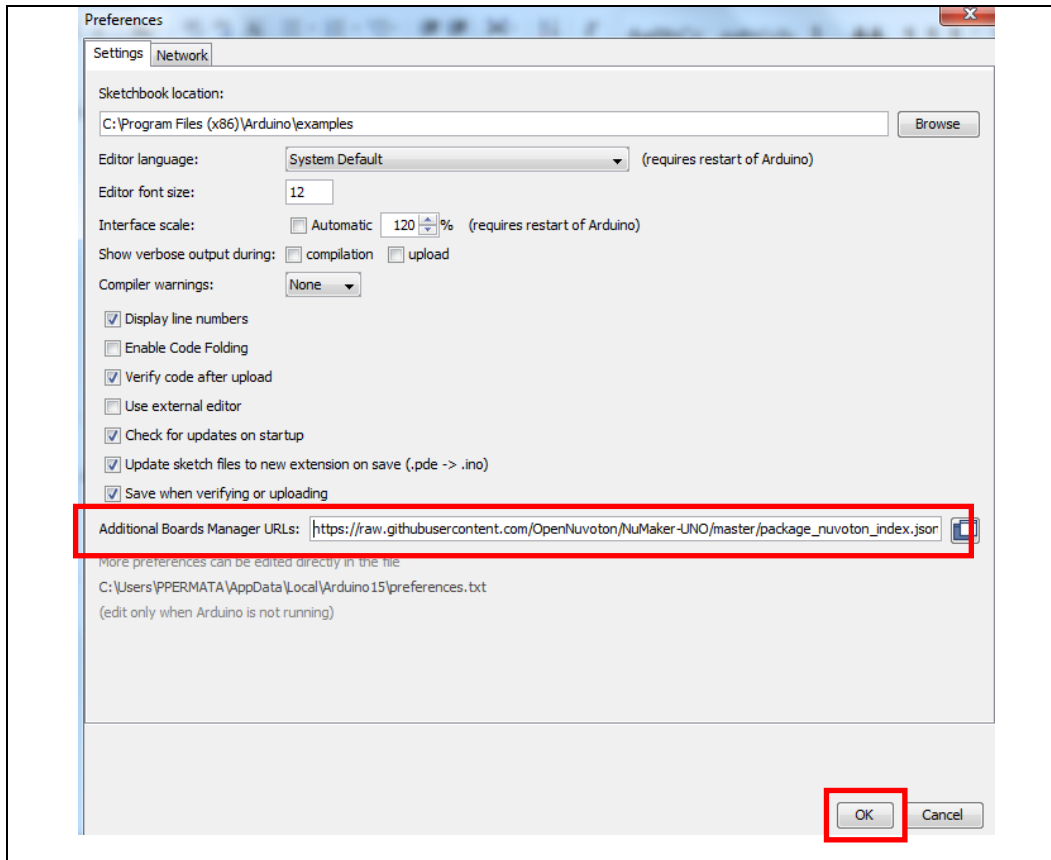 Preferences
Settings Network
Sketchbook location:
C:\Program Files (x86)\Arduino\examples Browse
Editor language: System Default (requires restart of Arduino)
Editor font size: 12
Interface scale: Automatic 120 % (requires restart of Arduino)
Show verbose output during: compilation upload
Compiler warnings: None
Display line numbers
Enable Code Folding
Verify code after upload
Use external editor
Check for updates on startup
Update sketch files to new extension on save (.pde -> .ino)
Save when verifying or uploading
Additional Boards Manager URLs: https://raw.githubusercontent.com/OpenNuvoton/NuMaker-UNO/master/package_nuvoton_index.json
More preferences can be edited directly in the file
C:\Users\PPERMATA\AppData\Local\Arduino15\preferences.txt
(edit only when Arduino is not running)
OK Cancel